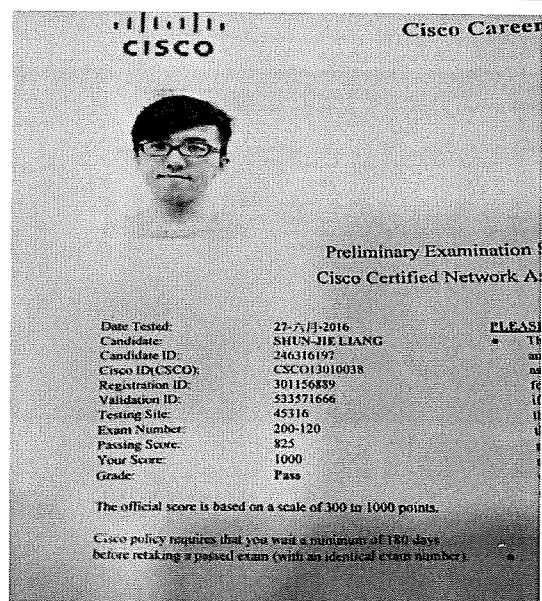 CISCO
Cisco Career
Preliminary Examination
Cisco Certified Network
Date Tested: 27-六月-2016
Candidate: SHUN-JIE LIANG
Candidate ID: 246316197
Cisco ID(CSCO): CSCO13010038
Registration ID: 301156889
Validation ID: 533571666
Testing Site: 45316
Exam Number: 200-120
Passing Score: 825
Your Score: 1000
Grade: Pass
The official score is based on a scale of 300 to 1000 points.
Cisco policy requires that you wait a minimum of 180 days
before retaking a passed exam (with an identical exam number)
PLEAS